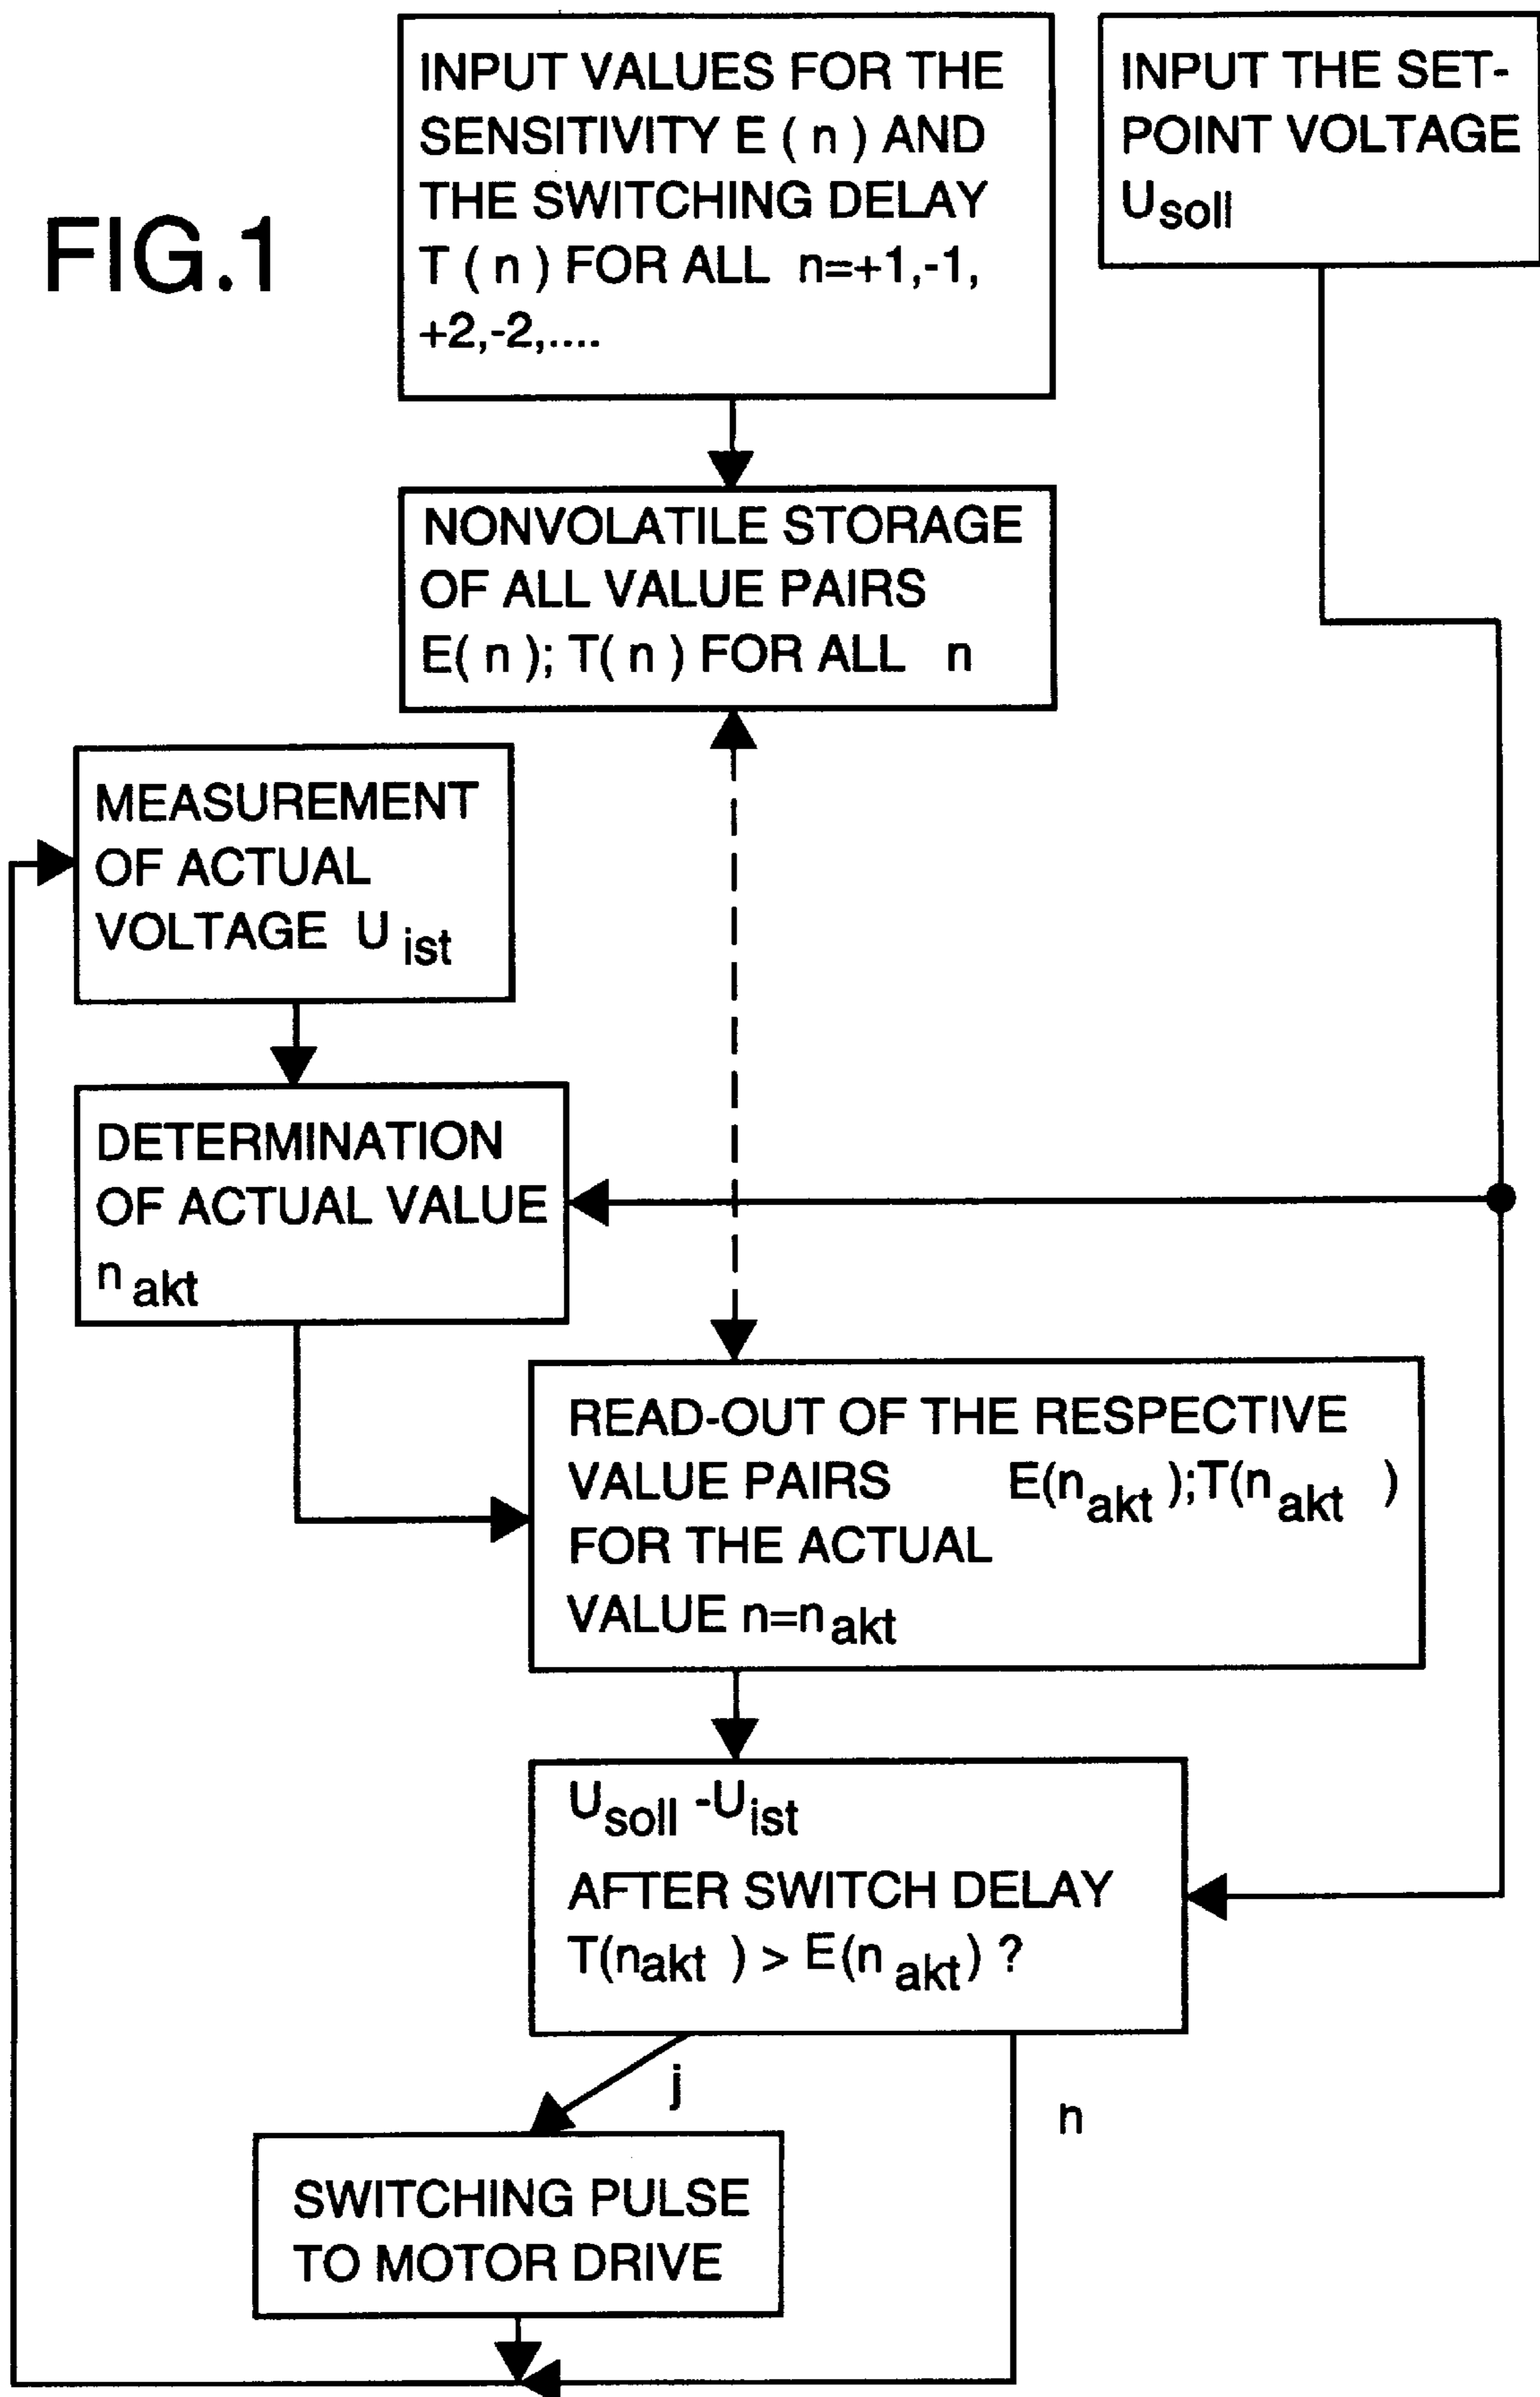 FIG.1
INPUT VALUES FOR THE
SENSITIVITY E ( n ) AND
THE SWITCHING DELAY
T ( n ) FOR ALL n=+1,-1,
+2,-2,....
INPUT THE SET-
POINT VOLTAGE
Usoll
NONVOLATILE STORAGE
OF ALL VALUE PAIRS
E( n ); T( n ) FOR ALL n
MEASUREMENT
OF ACTUAL
VOLTAGE U ist
DETERMINATION
OF ACTUAL VALUE
n akt
READ-OUT OF THE RESPECTIVE
VALUE PAIRS E(nakt );T(nakt )
FOR THE ACTUAL
VALUE n=nakt
Usoll -Uist
AFTER SWITCH DELAY
T(nakt ) > E(n akt) ?
j
n
SWITCHING PULSE
TO MOTOR DRIVE